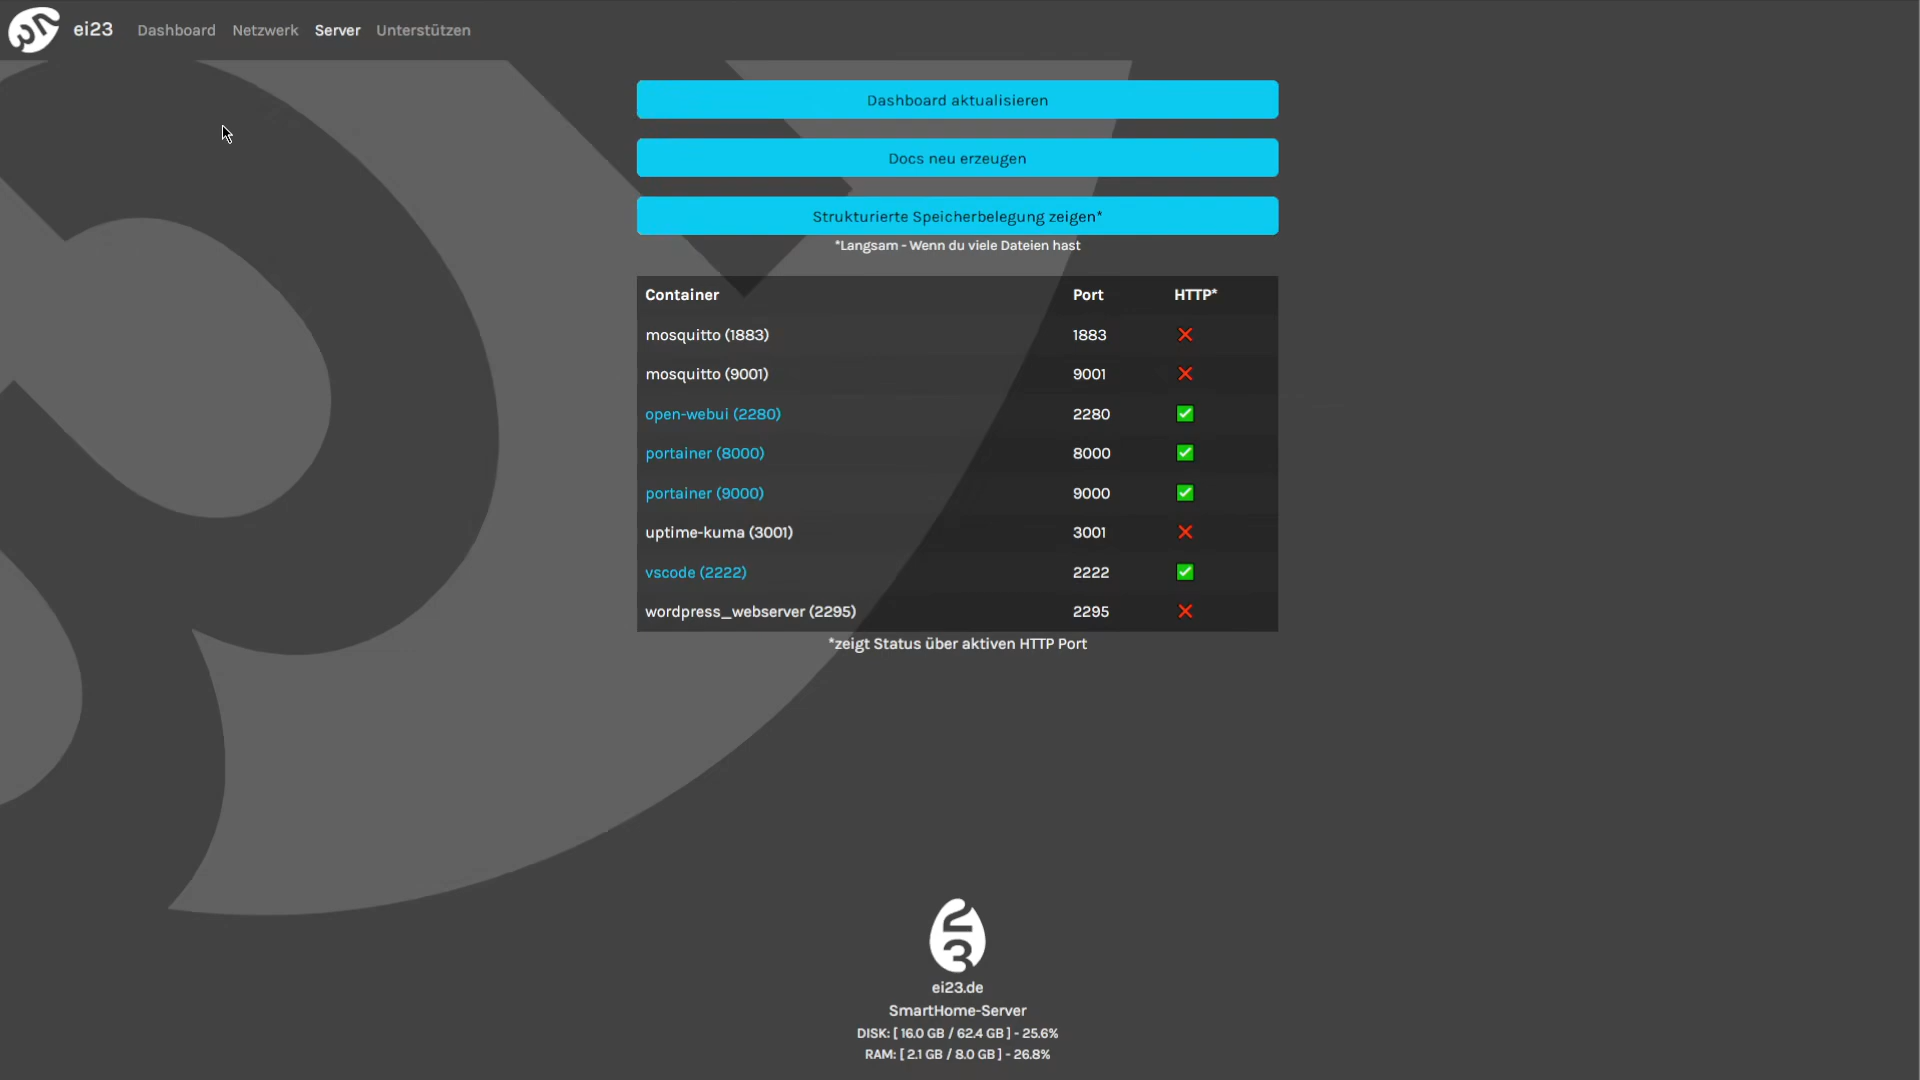 ei23 Dashboard Netzwerk Server Unterstützen
Dashboard aktualisieren
Docs neu erzeugen
Strukturierte Speicherbelegung zeigen*
*Langsam - Wenn du viele Dateien hast
Container Port HTTP*
mosquitto (1883) 1883 ❌
mosquitto (9001) 9001 ❌
open-webui (2280) 2280 ✅
portainer (8000) 8000 ✅
portainer (9000) 9000 ✅
uptime-kuma (3001) 3001 ❌
vscode (2222) 2222 ✅
wordpress_webserver (2295) 2295 ❌
*zeigt Status über aktiven HTTP Port
23
ei23.de
SmartHome-Server
DISK: [ 16.0 GB / 62.4 GB ] - 25.6%
RAM: [ 2.1 GB / 8.0 GB ] - 26.8%